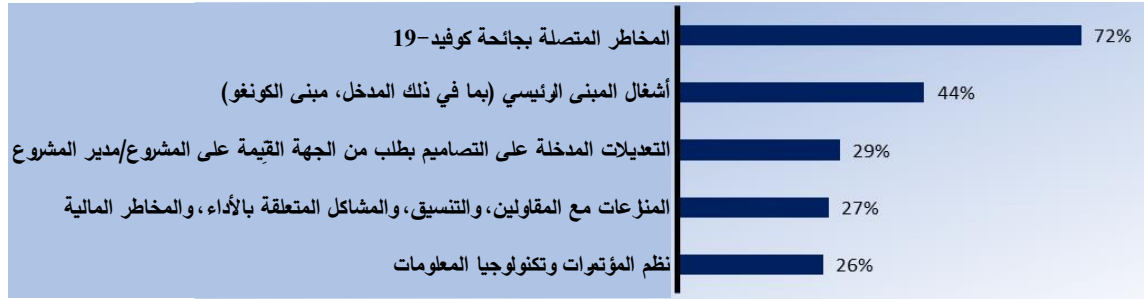 المخاطر المتصلة بجائحة كوفيد-19 72%
أشغال المبنى الرئيسي (بما في ذلك المدخل، مبنى الكونغو) 44%
التعديلات المدخلة على التصاميم بطلب من الجهة القيِّمة على المشروع/مدير المشروع 29%
المنازعات مع المقاولين، والتنسيق، والمشاكل المتعلقة بالأداء، والمخاطر المالية 27%
نظم المؤتمرات وتكنولوجيا المعلومات 26%